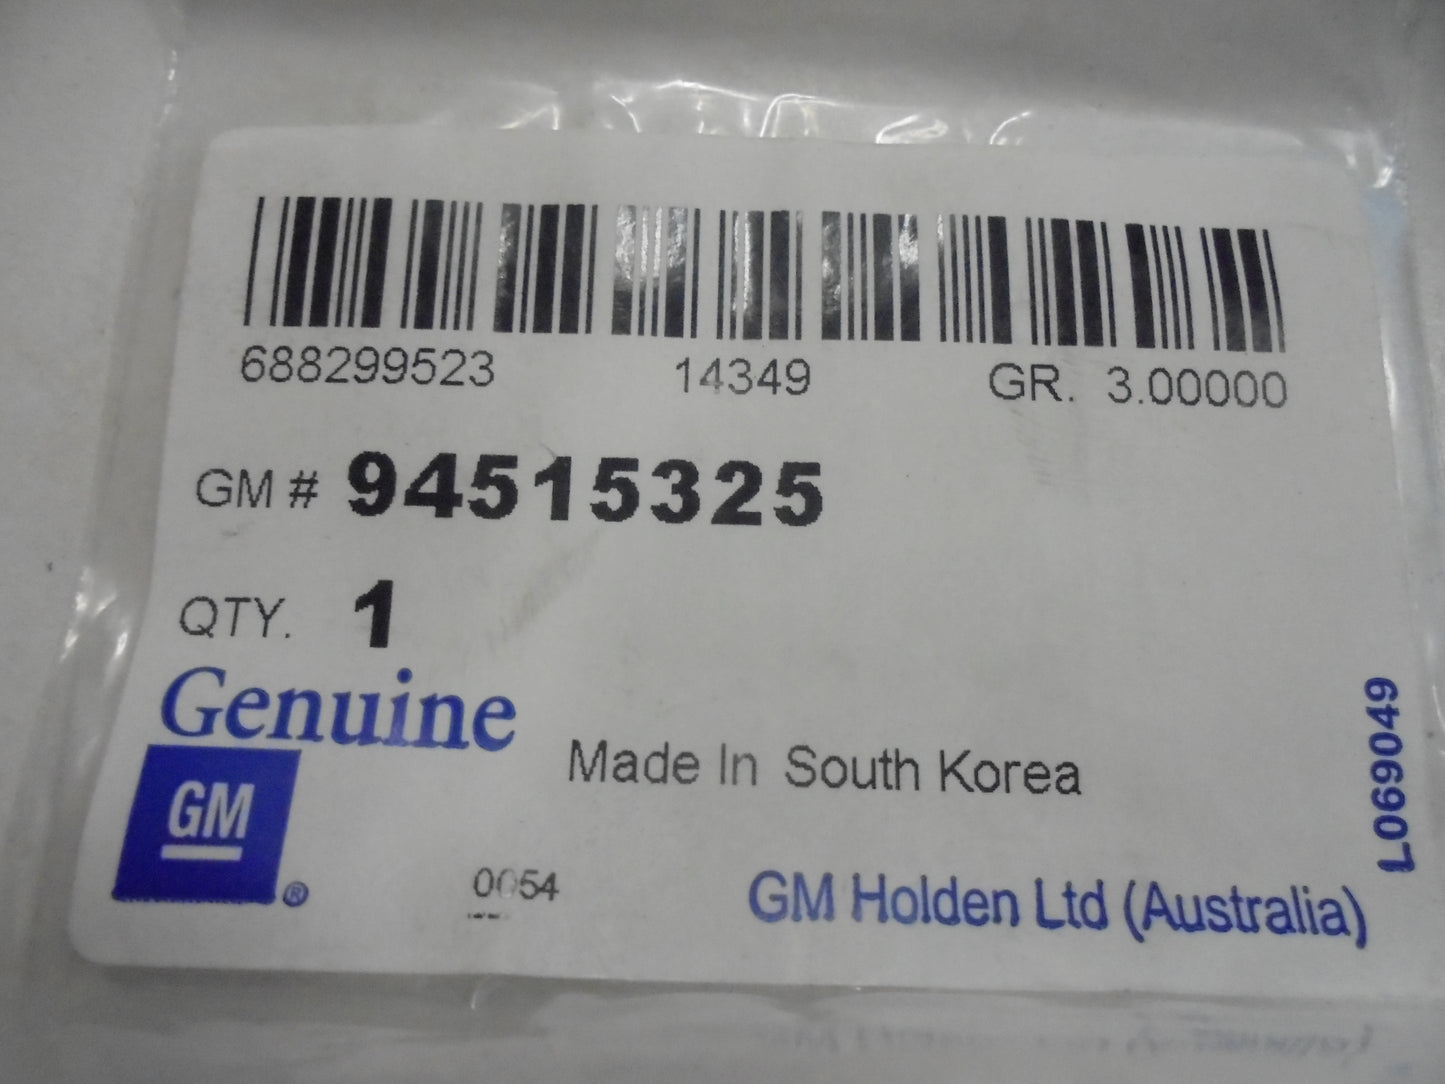 688299523 14349 GR. 3.00000
GM # 94515325
QTY. 1
Genuine
GM ®
Made In South Korea
0054
GM Holden Ltd (Australia)
L069049